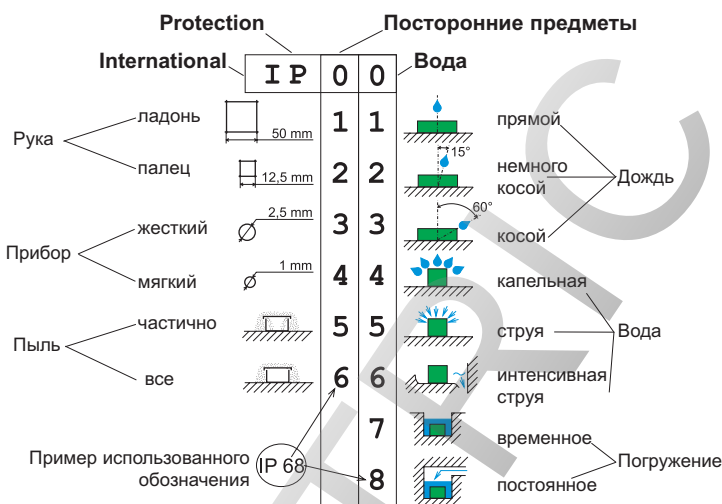 Protection Посторонние предметы
International IP 0 0 Вода
Рука ладонь 50 mm 1 1 прямой
палец 12,5 mm 2 2 15° немного косой Дождь
Прибор жесткий 2,5 mm 3 3 60° косой
мягкий 1 mm 4 4 капельная
Пыль частично 5 5 струя Вода
все 6 6 интенсивная струя
7 временное
Пример использованного обозначения IP 68 8 постоянное Погружение
TRIC